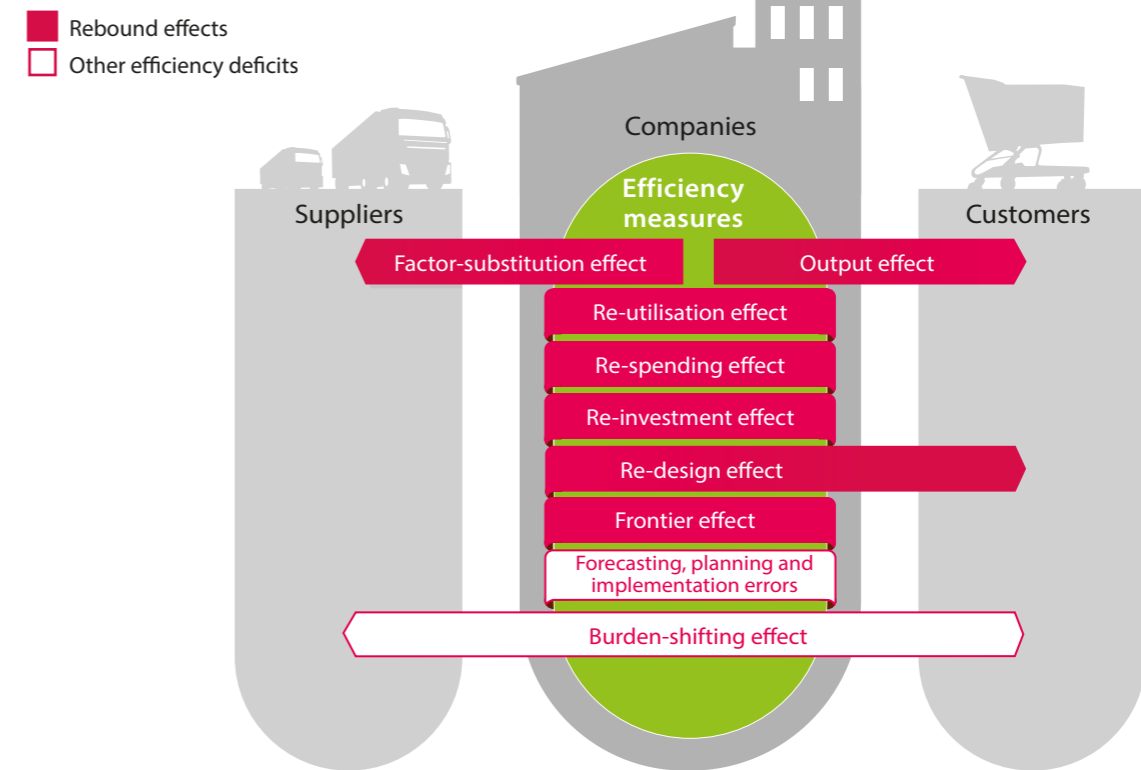 Rebound effects
Other efficiency deficits
Companies
Efficiency
measures
Suppliers
Customers
Factor-substitution effect
Output effect
Re-utilisation effect
Re-spending effect
Re-investment effect
Re-design effect
Frontier effect
Forecasting, planning and
implementation errors
Burden-shifting effect